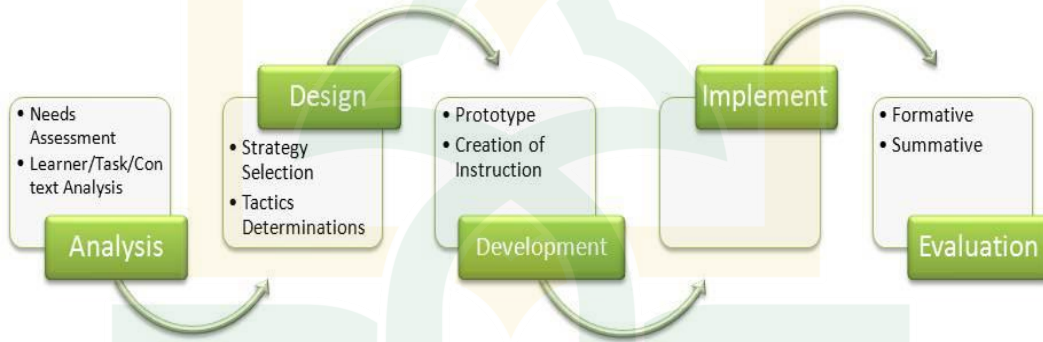 • Needs
Assessment
• Learner/Task/Con
text Analysis
Analysis
Design
• Strategy
Selection
• Tactics
Determinations
• Prototype
• Creation of
Instruction
Development
Implement
• Formative
• Summative
Evaluation